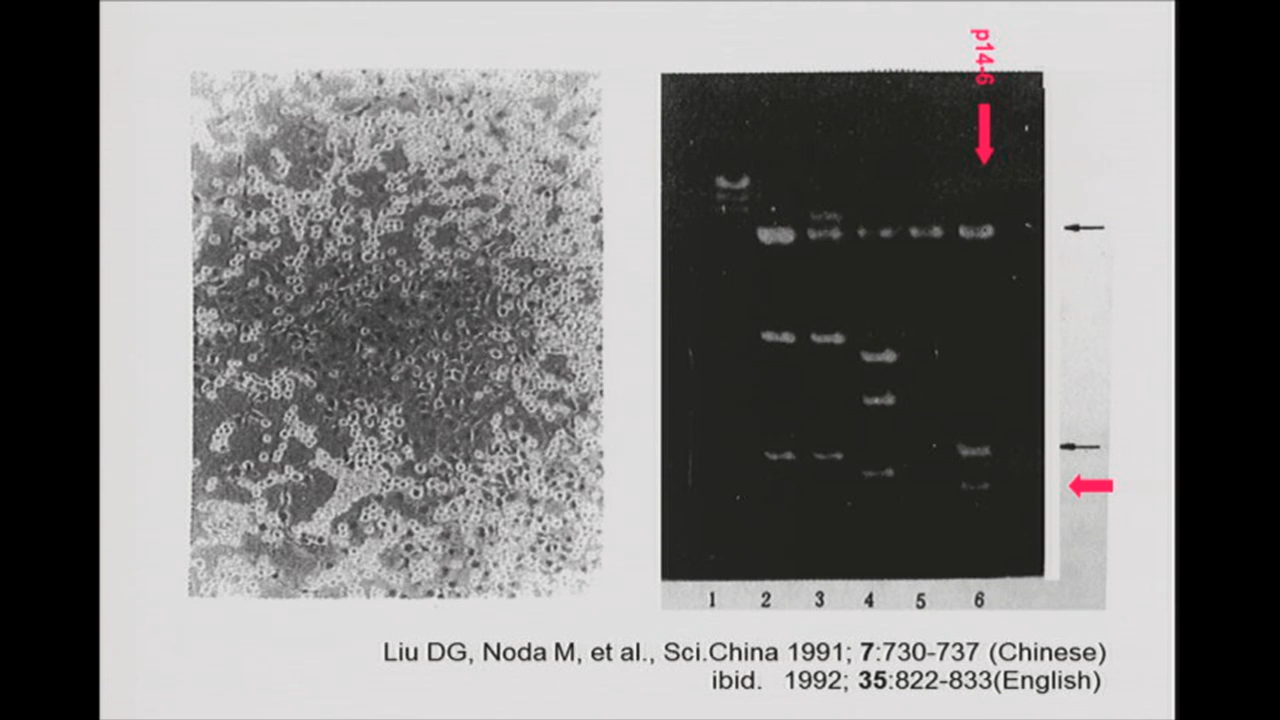 p14-6
1 2 3 4 5 6
Liu DG, Noda M, et al., Sci.China 1991; 7:730-737 (Chinese)
ibid. 1992; 35:822-833(English)